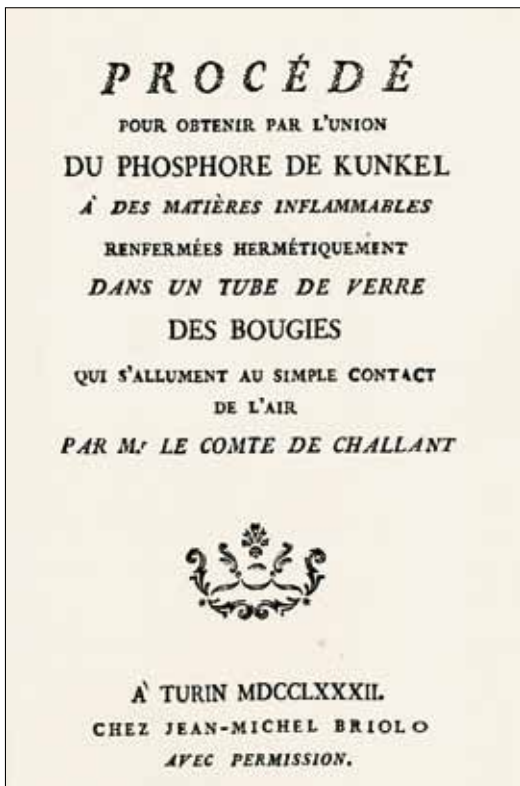 PROCÉDÉ
POUR OBTENIR PAR L'UNION
DU PHOSPHORE DE KUNKEL
À DES MATIÈRES INFLAMMABLES
RENFERMÉES HERMÉTIQUEMENT
DANS UN TUBE DE VERRE
DES BOUGIES
QUI S'ALLUMENT AU SIMPLE CONTACT
DE L'AIR
PAR M.r LE COMTE DE CHALLANT
À TURIN MDCCLXXXII.
CHEZ JEAN-MICHEL BRIOLO
AVEC PERMISSION.